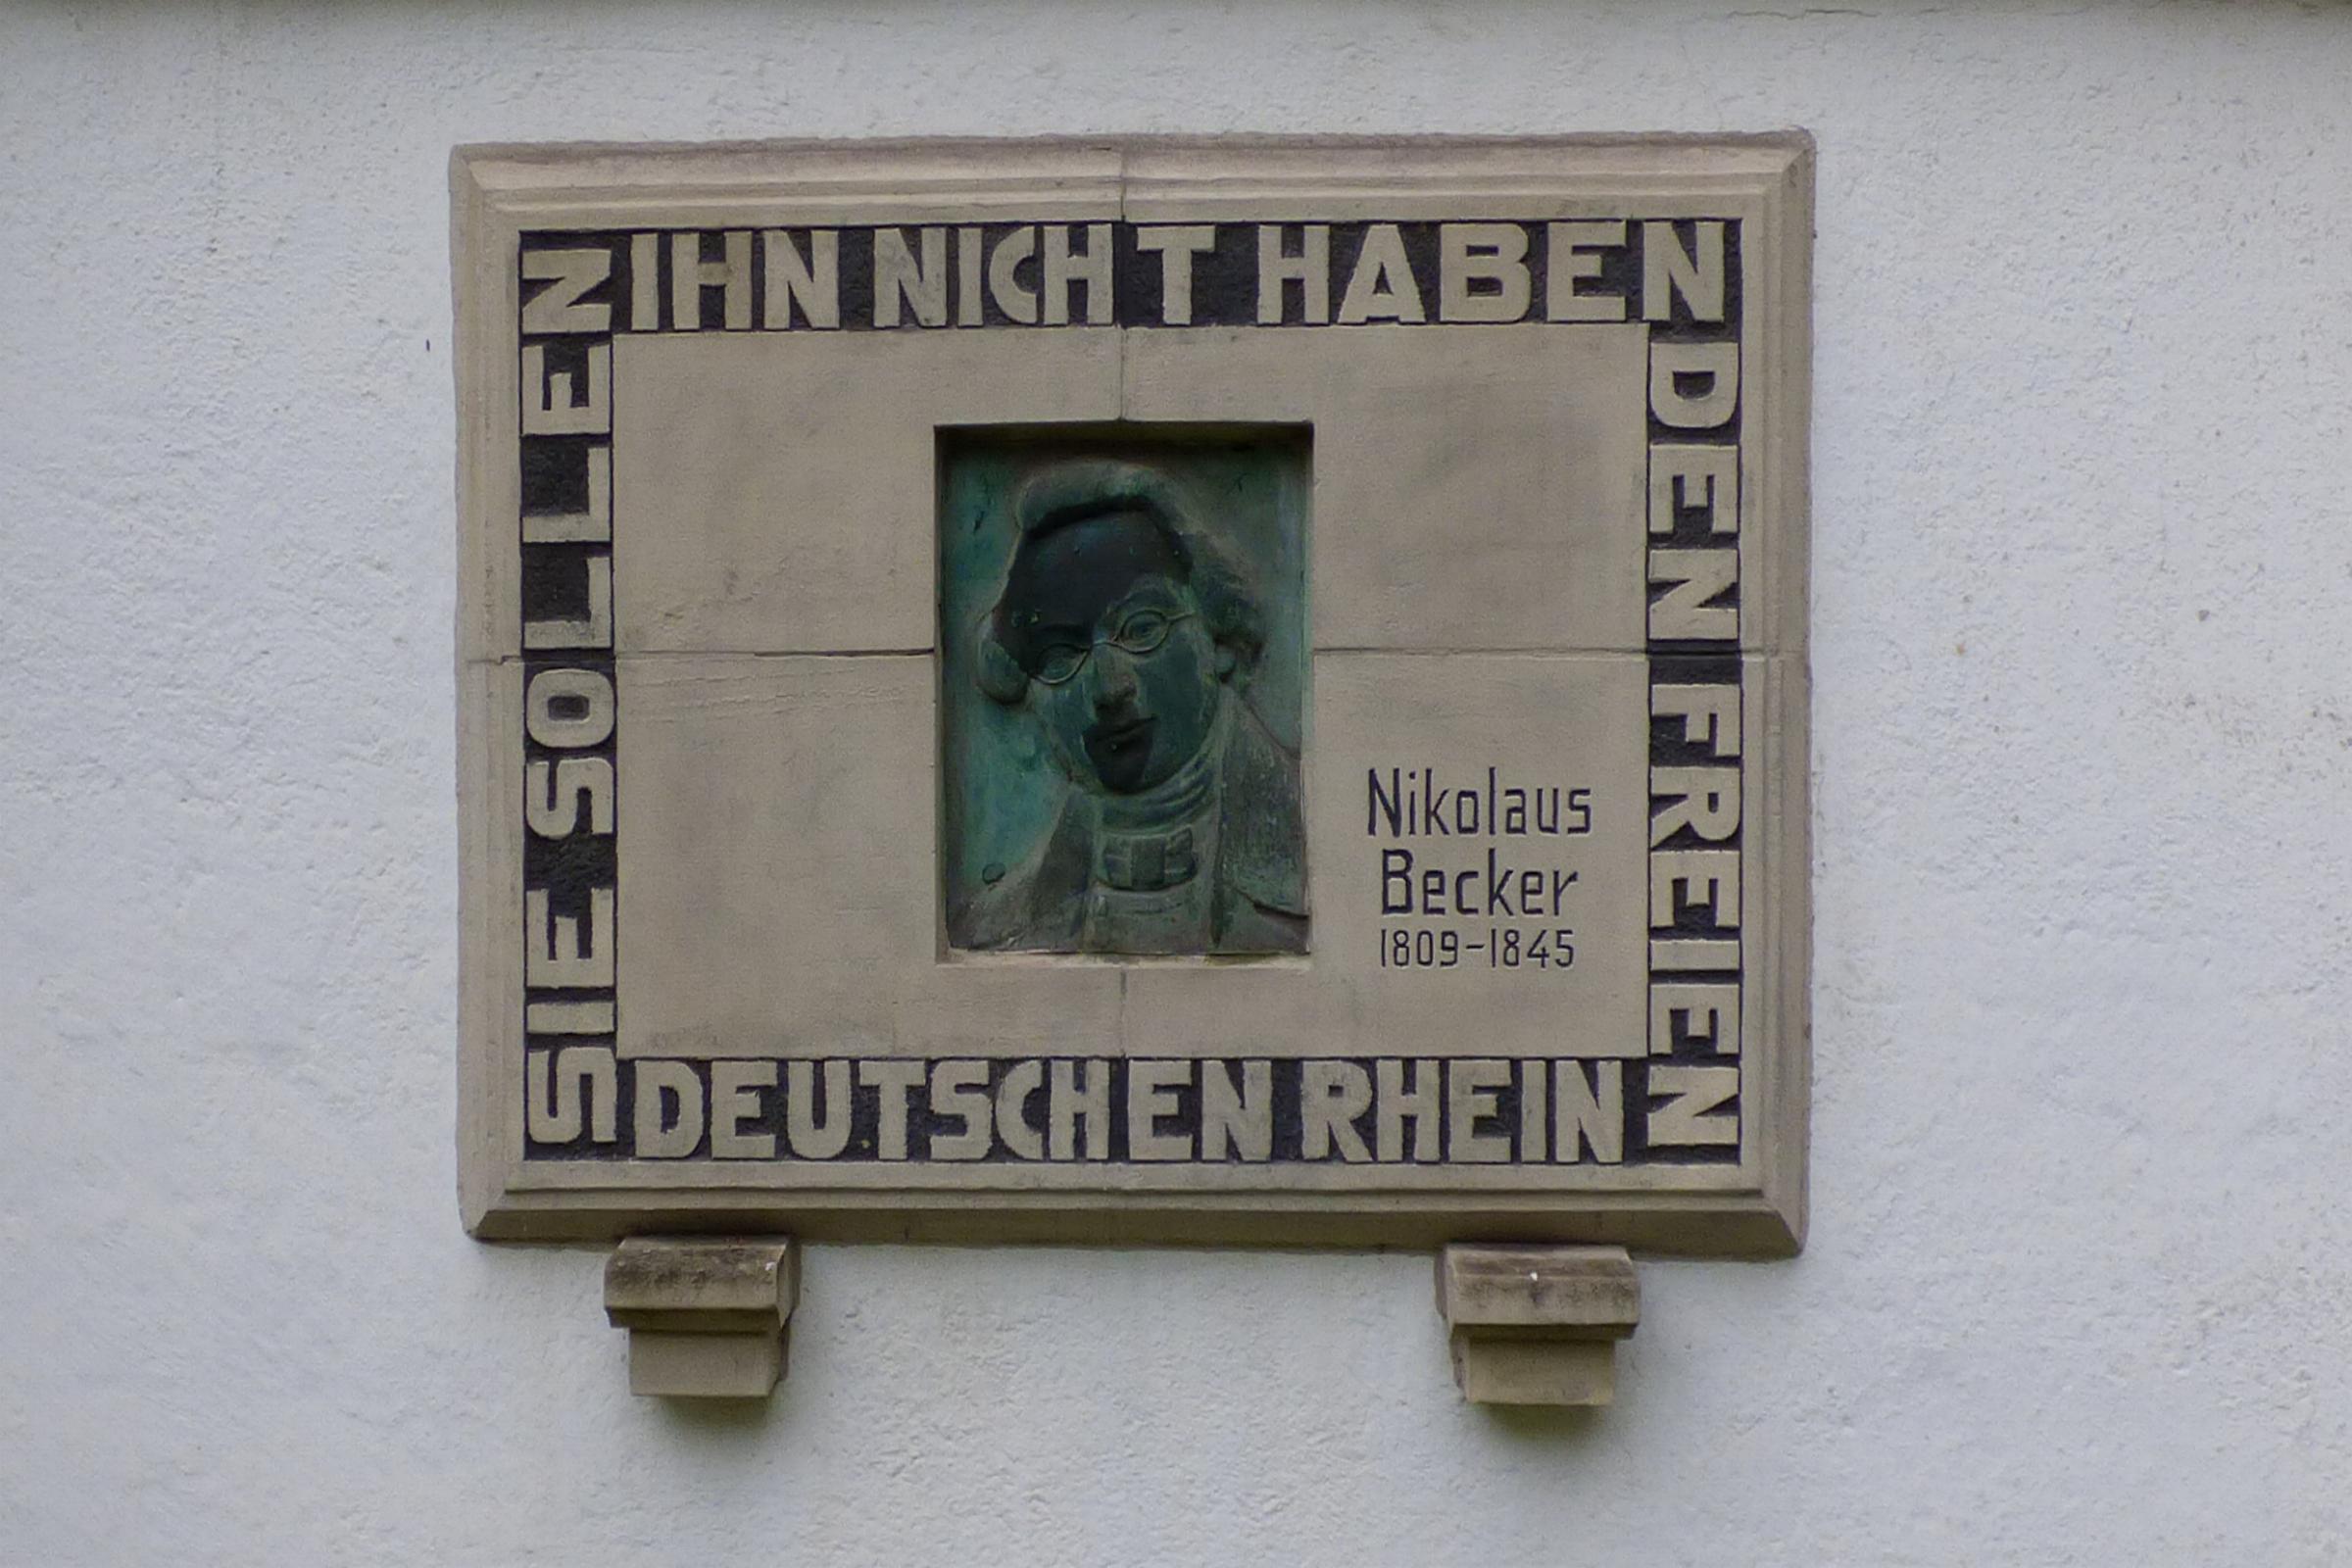 SIE SOLLEN
IHN NICHT HABEN
DEN FREIEN
DEUTSCHEN RHEIN
Nikolaus
Becker
1809-1845